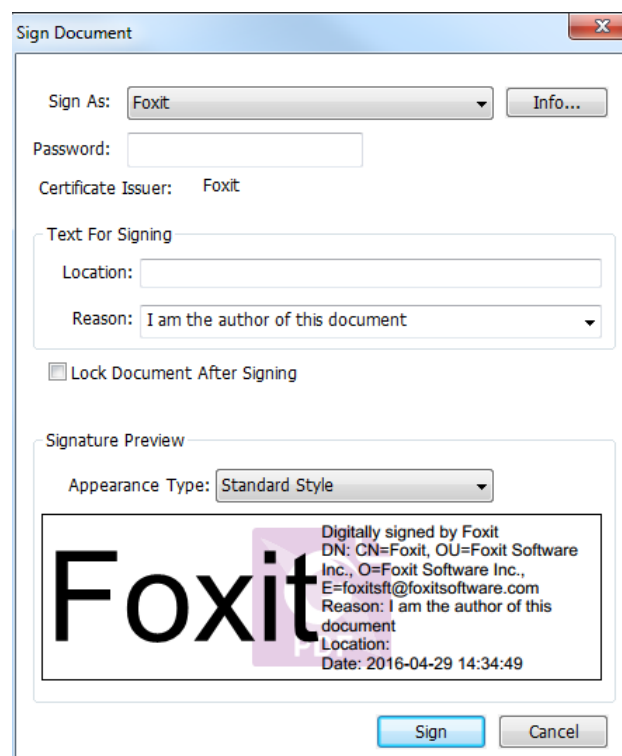 Sign Document
Sign As: Foxit Info...
Password:
Certificate Issuer: Foxit
Text For Signing
Location:
Reason: I am the author of this document
Lock Document After Signing
Signature Preview
Appearance Type: Standard Style
Foxit
PDF
Digitally signed by Foxit
DN: CN=Foxit, OU=Foxit Software
Inc., O=Foxit Software Inc.,
E=foxitsft@foxitsoftware.com
Reason: I am the author of this
document
Location:
Date: 2016-04-29 14:34:49
Sign Cancel